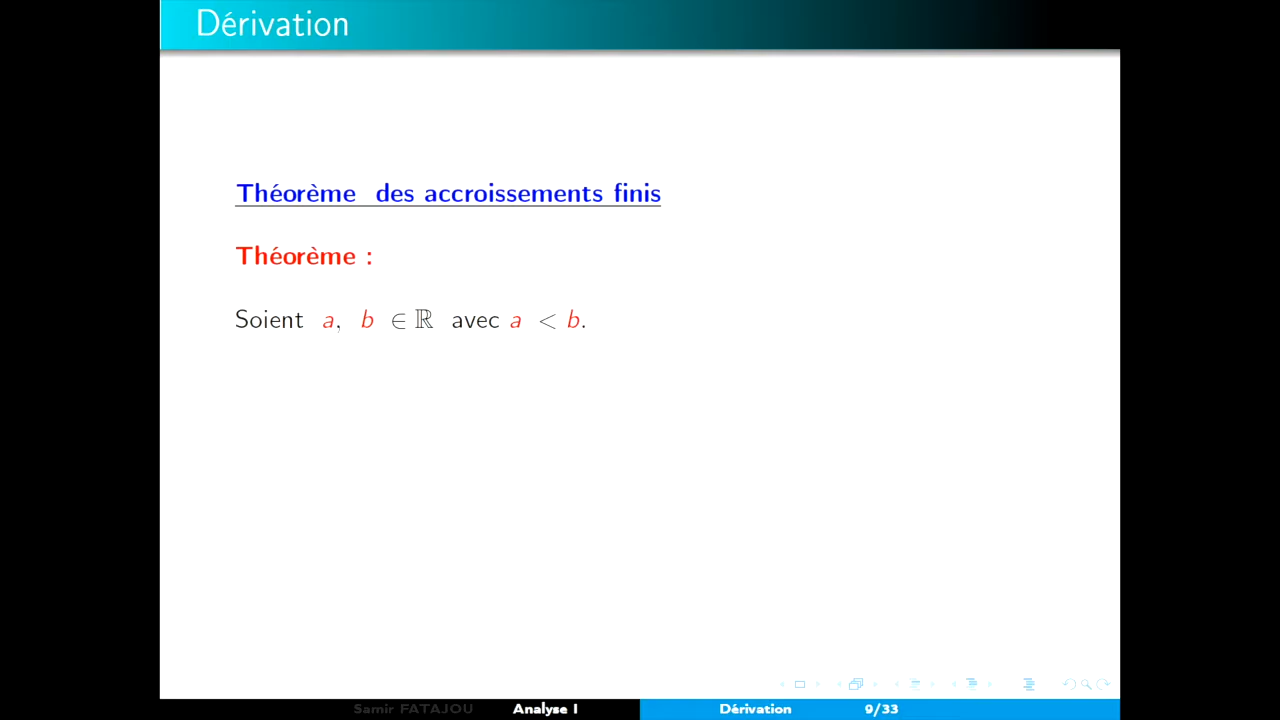 Dérivation
Théorème des accroissements finis
Théorème :
Soient a, b ∈ ℝ avec a < b.
Samir FATAJOU Analyse I Dérivation 9/33